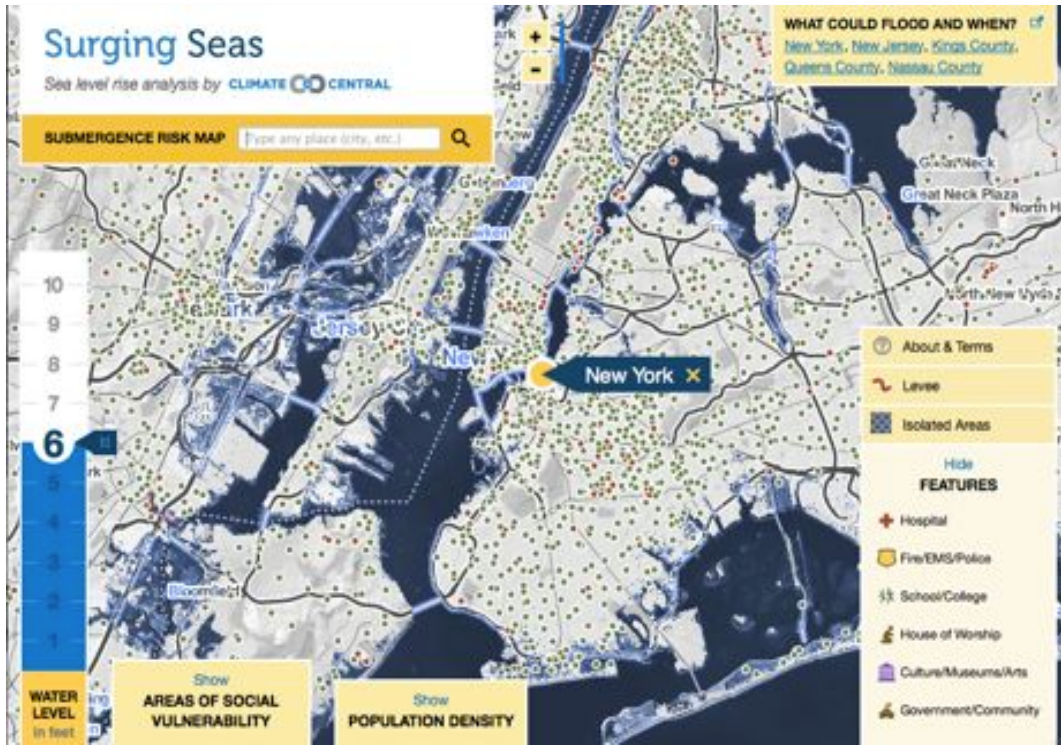 Surging Seas
Sea level rise analysis by CLIMATE CENTRAL
SUBMERGENCE RISK MAP Type any place (city, etc.)
+
−
WHAT COULD FLOOD AND WHEN?
New York, New Jersey, Kings County,
Queens County, Nassau County
Great Neck
Great Neck Plaza
North
New York ×
10
9
8
7
6
5
4
3
2
1
WATER
LEVEL
in feet
Show
AREAS OF SOCIAL
VULNERABILITY
Show
POPULATION DENSITY
About & Terms
Levee
Isolated Areas
Hide
FEATURES
Hospital
Fire/EMS/Police
School/College
House of Worship
Culture/Museums/Arts
Government/Community